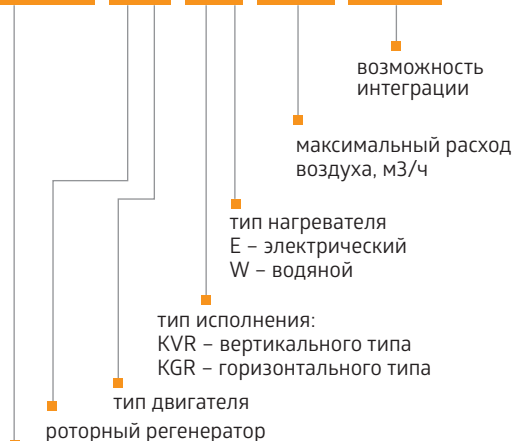 возможность
интеграции
максимальный расход
воздуха, м3/ч
тип нагревателя
E – электрический
W – водяной
тип исполнения:
KVR – вертикального типа
KGR – горизонтального типа
тип двигателя
роторный регенератор